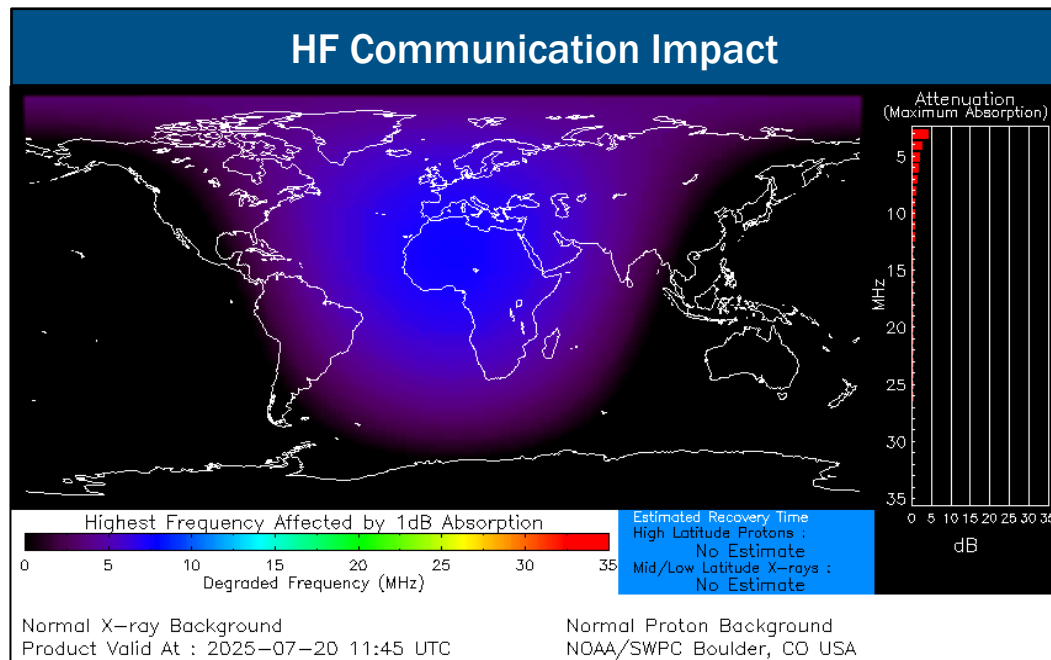 HF Communication Impact
Attenuation
(Maximum Absorption)
5
10
15
20
25
30
35
MHz
0 5 10 15 20 25 30 35
dB
Highest Frequency Affected by 1dB Absorption
0 5 10 15 20 25 30 35
Degraded Frequency (MHz)
Estimated Recovery Time
High Latitude Protons :
No Estimate
Mid/Low Latitude X-rays :
No Estimate
Normal X-ray Background
Product Valid At : 2025-07-20 11:45 UTC
Normal Proton Background
NOAA/SWPC Boulder, CO USA